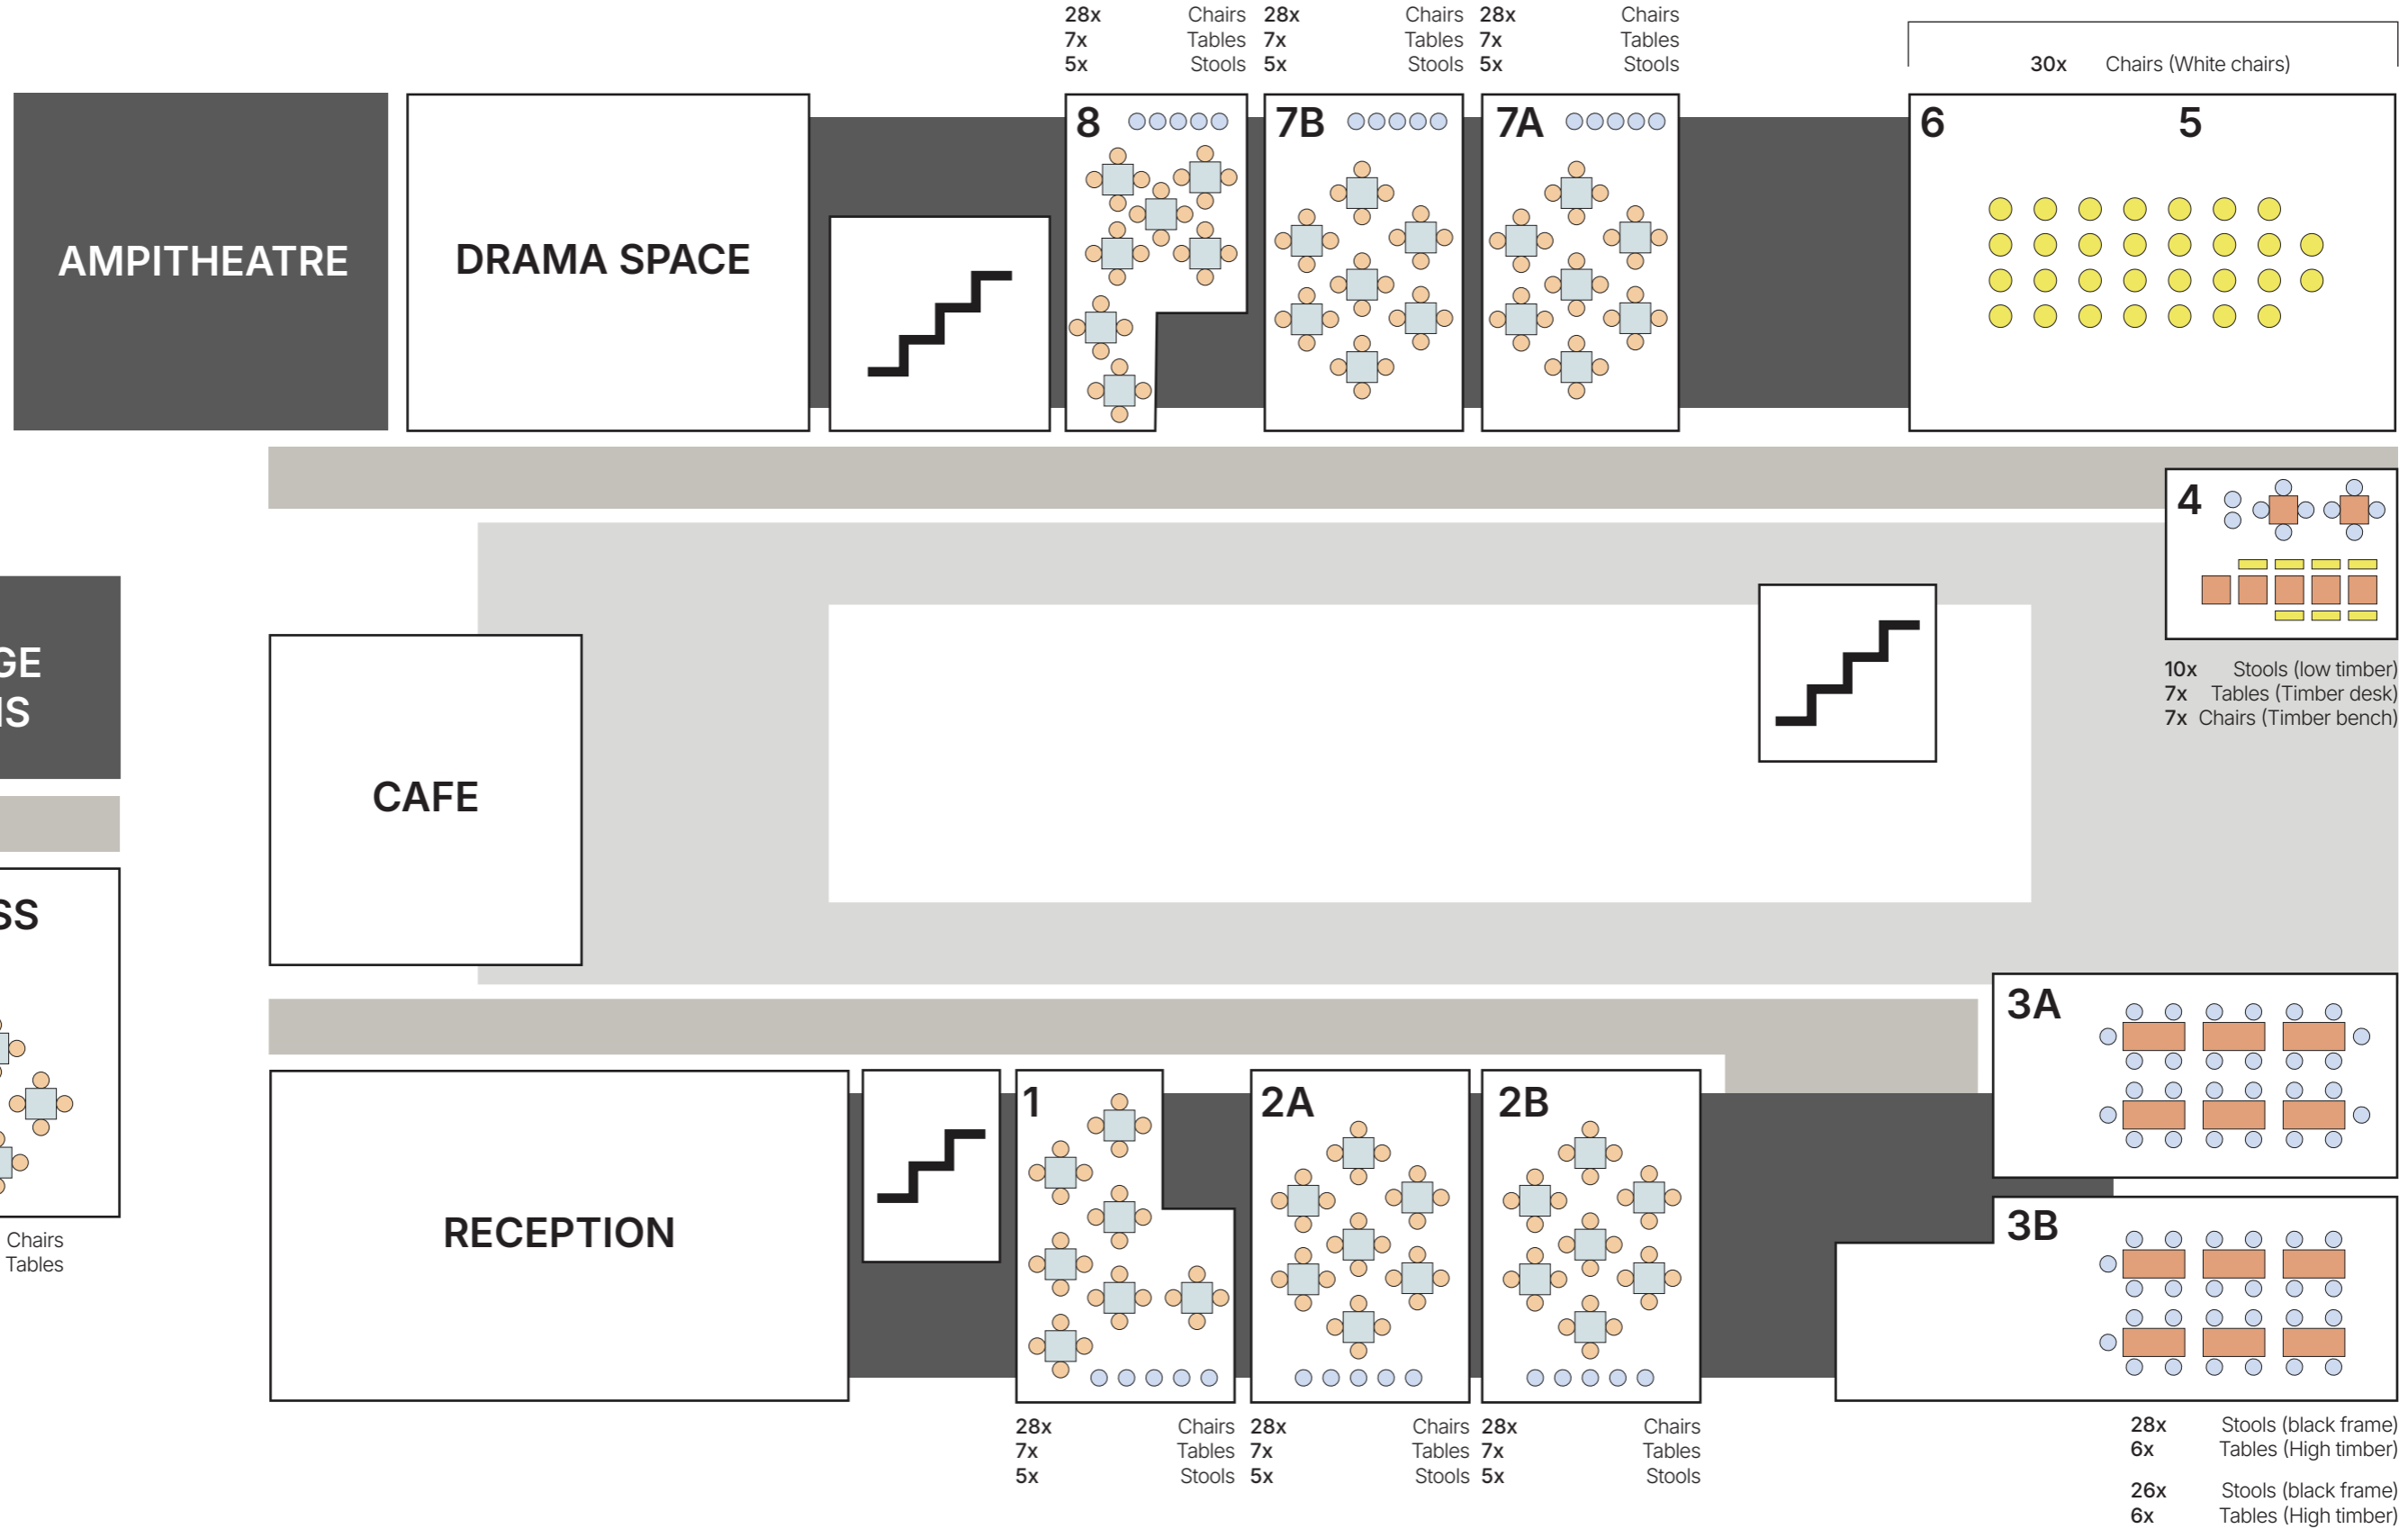 28x Chairs
7x Tables
5x Stools
28x Chairs
7x Tables
5x Stools
28x Chairs
7x Tables
5x Stools
30x Chairs (White chairs)
AMPITHEATRE
DRAMA SPACE
8
7B
7A
6
5
4
10x Stools (low timber)
7x Tables (Timber desk)
7x Chairs (Timber bench)
GE
IS
CAFE
SS
Chairs
Tables
3A
RECEPTION
1
2A
2B
3B
28x Chairs
7x Tables
5x Stools
28x Chairs
7x Tables
5x Stools
28x Chairs
7x Tables
5x Stools
28x Stools (black frame)
6x Tables (High timber)
26x Stools (black frame)
6x Tables (High timber)